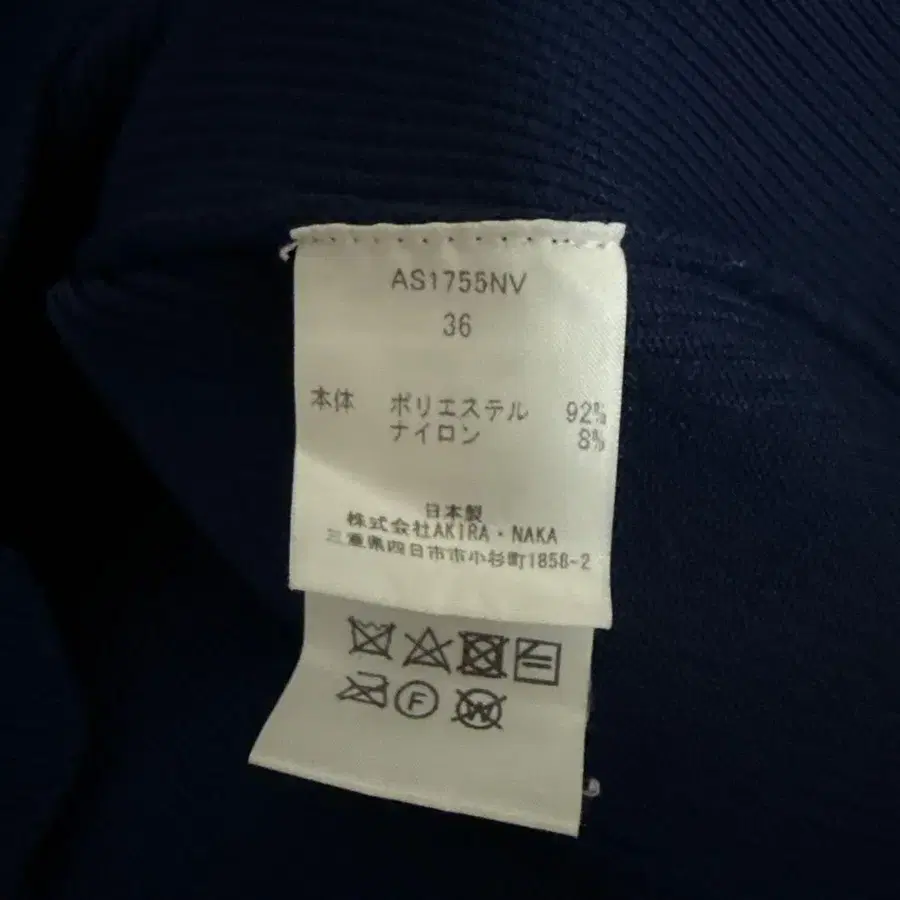 AS1755NV
36
本体 ポリエステル 92%
ナイロン 8%
日本製
株式会社AKIRA・NAKA
三重県四日市市小杉町1858-2
F
W